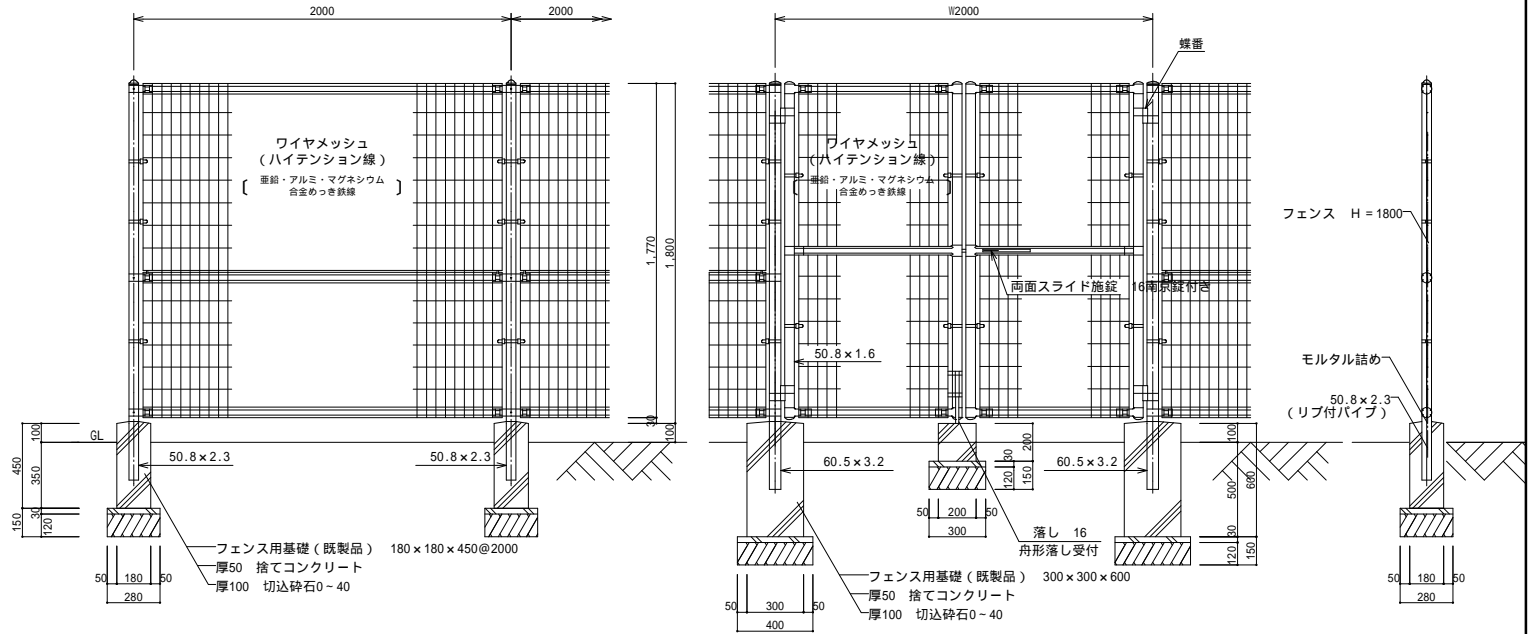 2000
2000
ワイヤメッシュ
（ハイテンション線）
〔 亜鉛・アルミ・マグネシウム
合金めっき鉄線 〕
1,770
1,800
30
100
GL
100
450
350
150
30
120
50.8×2.3
50.8×2.3
フェンス用基礎（既製品） 180×180×450@2000
厚50 捨てコンクリート
厚100 切込砕石0~40
50 180 50
280
W2000
蝶番
ワイヤメッシュ
（ハイテンション線）
〔 亜鉛・アルミ・マグネシウム
合金めっき鉄線 〕
両面スライド施錠 16南京錠付き
50.8×1.6
60.5×3.2
60.5×3.2
200
30
120
150
50 200 50
300
落し 16
舟形落し受付
100
500
600
30
120
150
フェンス用基礎（既製品） 300×300×600
厚50 捨てコンクリート
厚100 切込砕石0~40
50 300 50
400
フェンス H=1800
モルタル詰め
50.8×2.3
（リブ付パイプ）
50 180 50
280